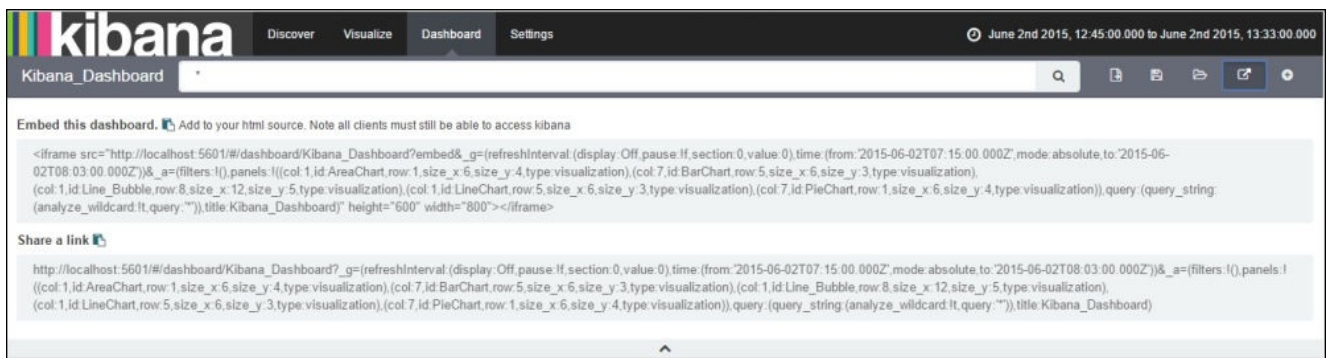 kibana Discover Visualize Dashboard Settings June 2nd 2015, 12:45:00.000 to June 2nd 2015, 13:33:00.000
Kibana_Dashboard *
Embed this dashboard. Add to your html source. Note all clients must still be able to access kibana
<iframe src="http://localhost:5601/#/dashboard/Kibana_Dashboard?embed&_g=(refreshInterval:(display:Off,pause:!f,section:0,value:0),time:(from:'2015-06-02T07:15:00.000Z',mode:absolute,to:'2015-06-
02T08:03:00.000Z'))&_a=(filters:!(),panels:!((col:1,id:AreaChart,row:1,size_x:6,size_y:4,type:visualization),(col:7,id:BarChart,row:5,size_x:6,size_y:3,type:visualization),
(col:1,id:Line_Bubble,row:8,size_x:12,size_y:5,type:visualization),(col:1,id:LineChart,row:5,size_x:6,size_y:3,type:visualization),(col:7,id:PieChart,row:1,size_x:6,size_y:4,type:visualization)),query:(query_string:
(analyze_wildcard:!t,query:'*')),title:Kibana_Dashboard)" height="600" width="800"></iframe>
Share a link
http://localhost:5601/#/dashboard/Kibana_Dashboard?_g=(refreshInterval:(display:Off,pause:!f,section:0,value:0),time:(from:'2015-06-02T07:15:00.000Z',mode:absolute,to:'2015-06-02T08:03:00.000Z'))&_a=(filters:!(),panels:!
((col:1,id:AreaChart,row:1,size_x:6,size_y:4,type:visualization),(col:7,id:BarChart,row:5,size_x:6,size_y:3,type:visualization),(col:1,id:Line_Bubble,row:8,size_x:12,size_y:5,type:visualization),
(col:1,id:LineChart,row:5,size_x:6,size_y:3,type:visualization),(col:7,id:PieChart,row:1,size_x:6,size_y:4,type:visualization)),query:(query_string:(analyze_wildcard:!t,query:'*')),title:Kibana_Dashboard)